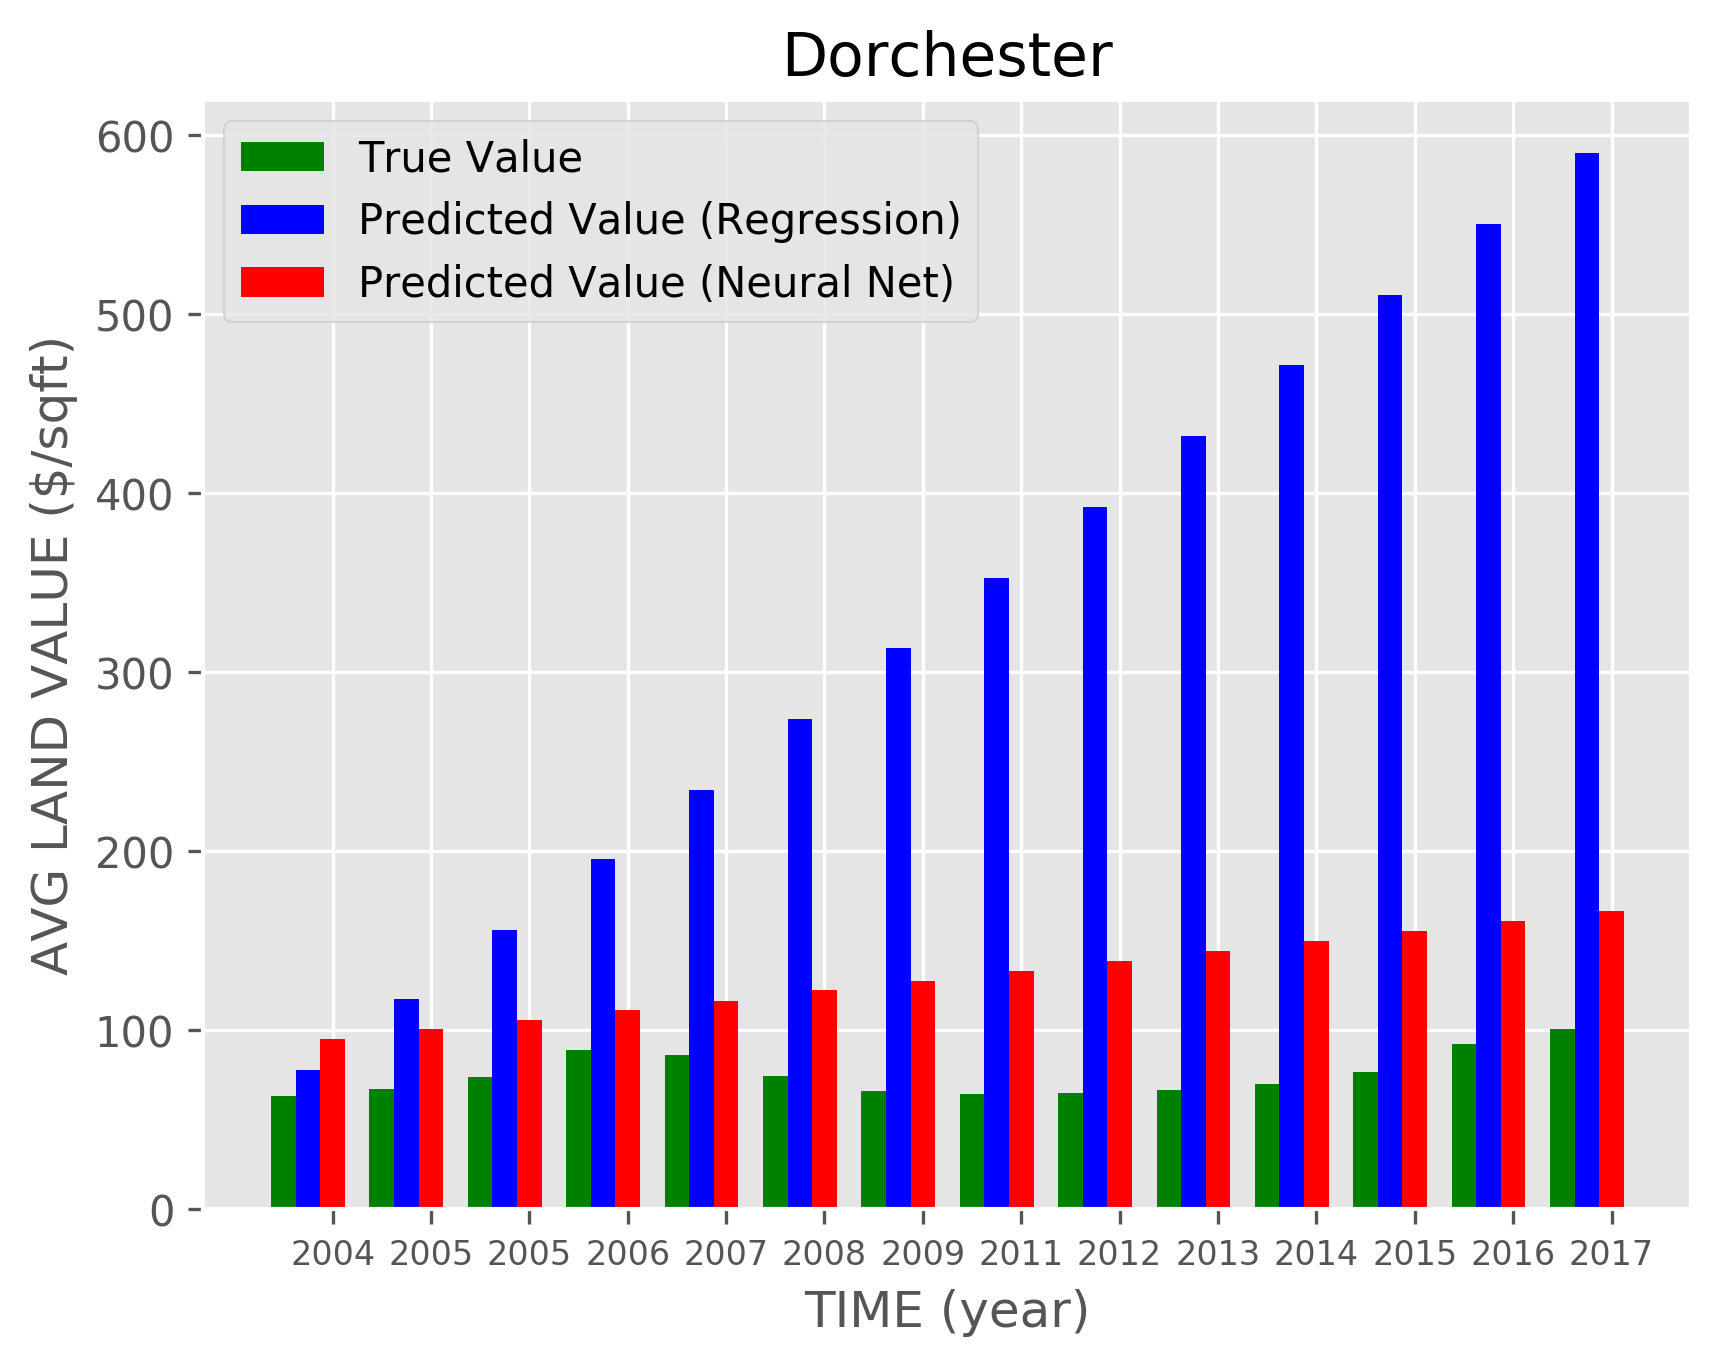 Dorchester
True Value
Predicted Value (Regression)
Predicted Value (Neural Net)
AVG LAND VALUE ($/sqft)
600
500
400
300
200
100
0
2004 2005 2005 2006 2007 2008 2009 2011 2012 2013 2014 2015 2016 2017
TIME (year)